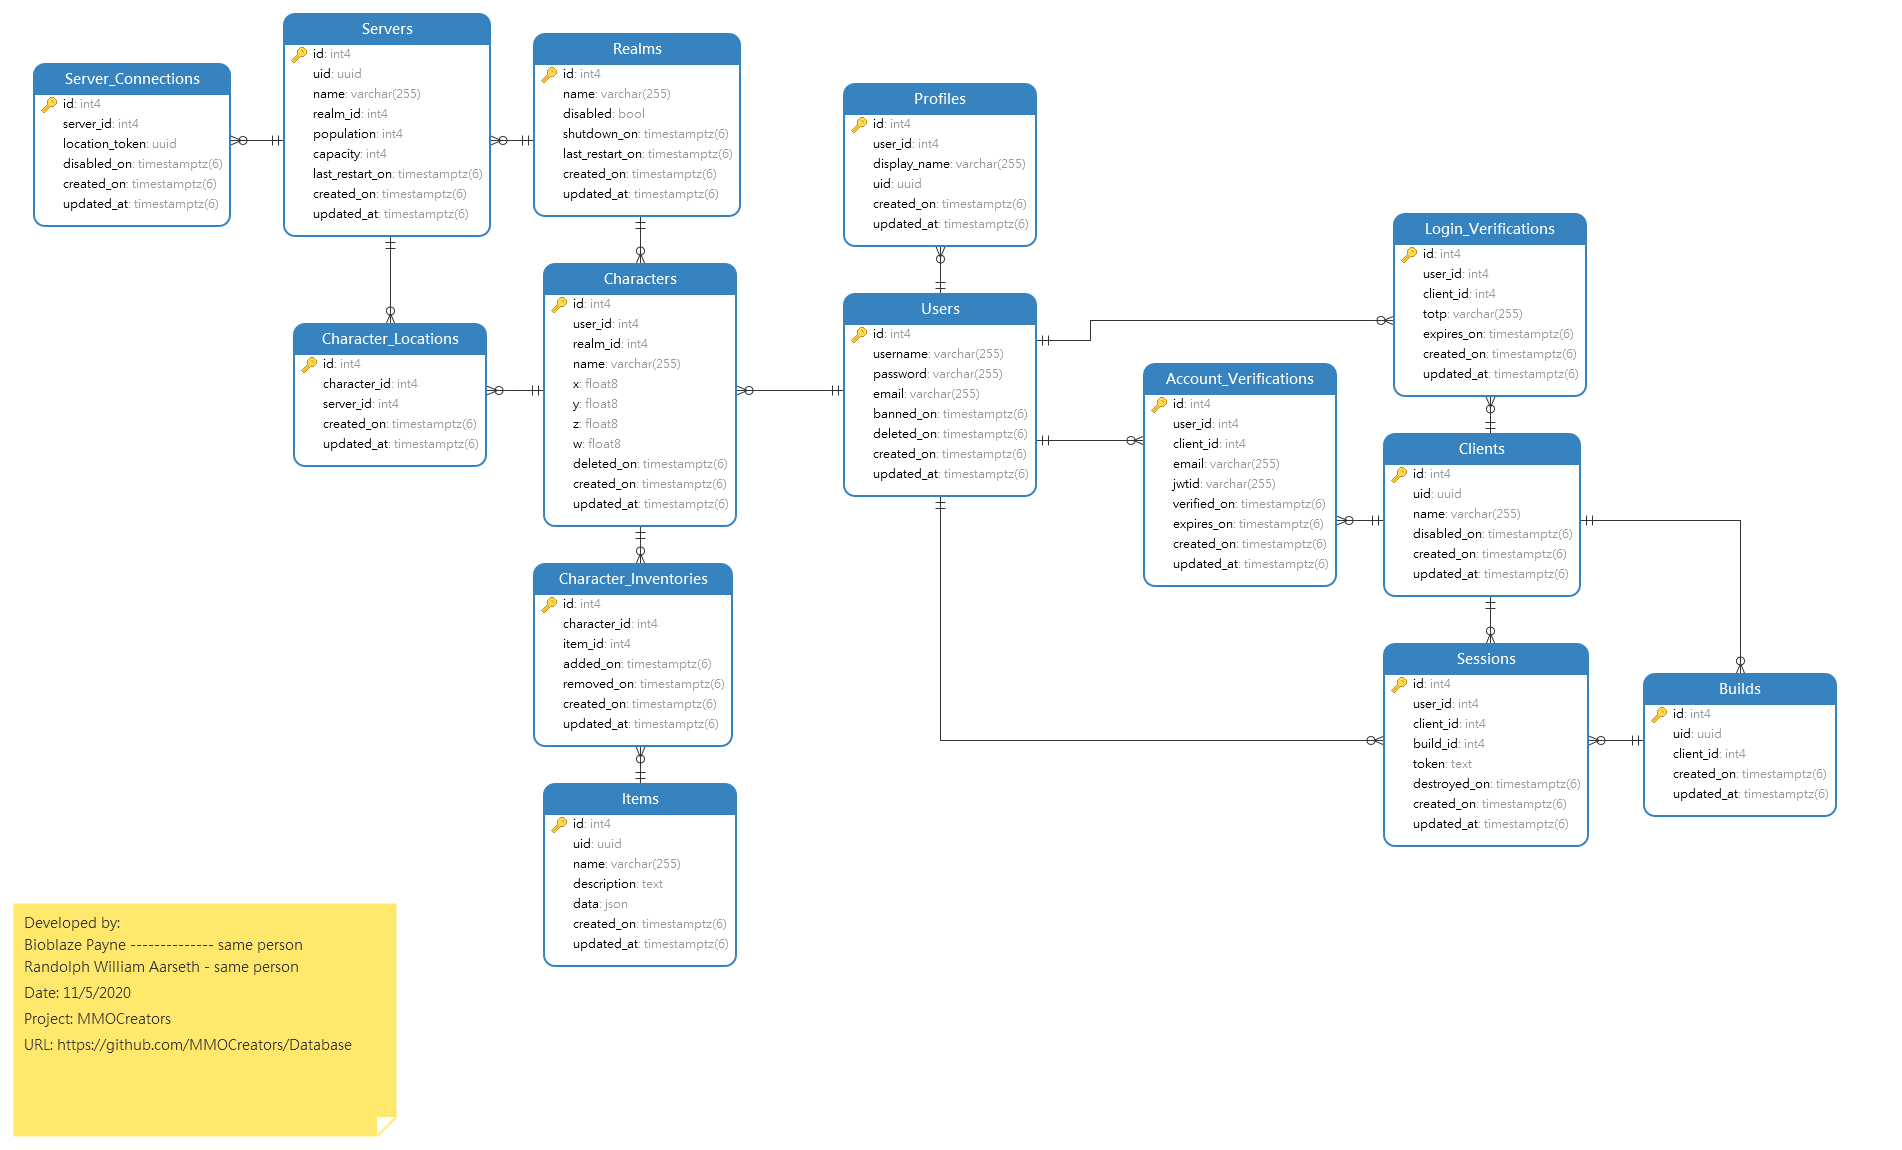 Servers
id: int4
uid: uuid
name: varchar(255)
realm_id: int4
population: int4
capacity: int4
last_restart_on: timestamptz(6)
created_on: timestamptz(6)
updated_at: timestamptz(6)
Realms
id: int4
name: varchar(255)
disabled: bool
shutdown_on: timestamptz(6)
last_restart_on: timestamptz(6)
created_on: timestamptz(6)
updated_at: timestamptz(6)
Server_Connections
id: int4
server_id: int4
location_token: uuid
disabled_on: timestamptz(6)
created_on: timestamptz(6)
updated_at: timestamptz(6)
Profiles
id: int4
user_id: int4
display_name: varchar(255)
uid: uuid
created_on: timestamptz(6)
updated_at: timestamptz(6)
Login_Verifications
id: int4
user_id: int4
client_id: int4
totp: varchar(255)
expires_on: timestamptz(6)
created_on: timestamptz(6)
updated_at: timestamptz(6)
Characters
id: int4
user_id: int4
realm_id: int4
name: varchar(255)
x: float8
y: float8
z: float8
w: float8
deleted_on: timestamptz(6)
created_on: timestamptz(6)
updated_at: timestamptz(6)
Users
id: int4
username: varchar(255)
password: varchar(255)
email: varchar(255)
banned_on: timestamptz(6)
deleted_on: timestamptz(6)
created_on: timestamptz(6)
updated_at: timestamptz(6)
Character_Locations
id: int4
character_id: int4
server_id: int4
created_on: timestamptz(6)
updated_at: timestamptz(6)
Account_Verifications
id: int4
user_id: int4
client_id: int4
email: varchar(255)
jwtid: varchar(255)
verified_on: timestamptz(6)
expires_on: timestamptz(6)
created_on: timestamptz(6)
updated_at: timestamptz(6)
Clients
id: int4
uid: uuid
name: varchar(255)
disabled_on: timestamptz(6)
created_on: timestamptz(6)
updated_at: timestamptz(6)
Character_Inventories
id: int4
character_id: int4
item_id: int4
added_on: timestamptz(6)
removed_on: timestamptz(6)
created_on: timestamptz(6)
updated_at: timestamptz(6)
Sessions
id: int4
user_id: int4
client_id: int4
build_id: int4
token: text
destroyed_on: timestamptz(6)
created_on: timestamptz(6)
updated_at: timestamptz(6)
Builds
id: int4
uid: uuid
client_id: int4
created_on: timestamptz(6)
updated_at: timestamptz(6)
Items
id: int4
uid: uuid
name: varchar(255)
description: text
data: json
created_on: timestamptz(6)
updated_at: timestamptz(6)
Developed by:
Bioblaze Payne -------------- same person
Randolph William Aarseth - same person
Date: 11/5/2020
Project: MMOCreators
URL: https://github.com/MMOCreators/Database